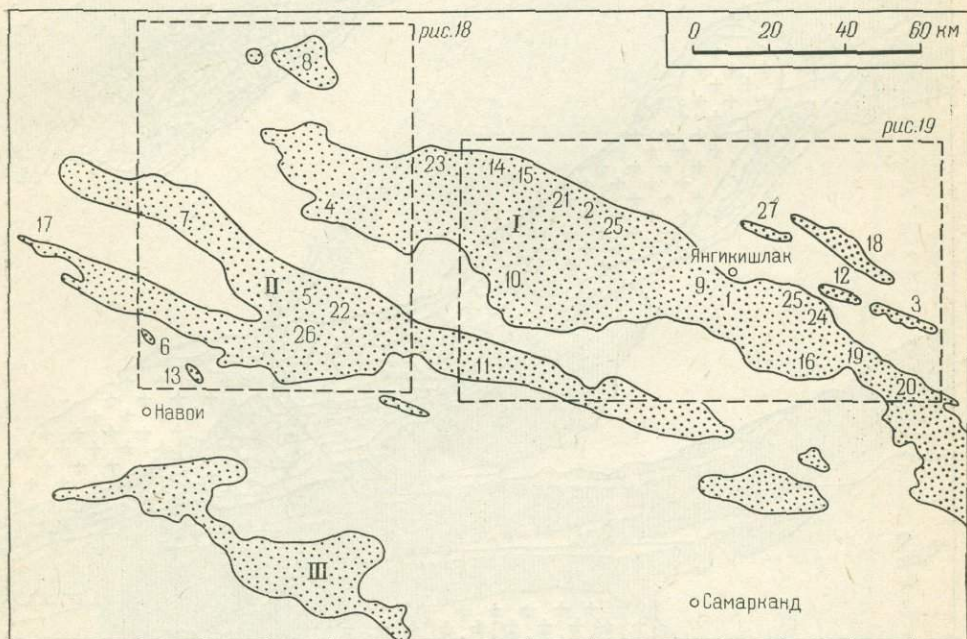 рис.18
0 20 40 60 км
8
рис.19
23 14 15
4 21 2 25
27
17 7 I 18
Янгикишлак
II 10 9 1 12
5 22 25 24 3
26
6 11 16 19
13 20
Навои
III
Самарканд